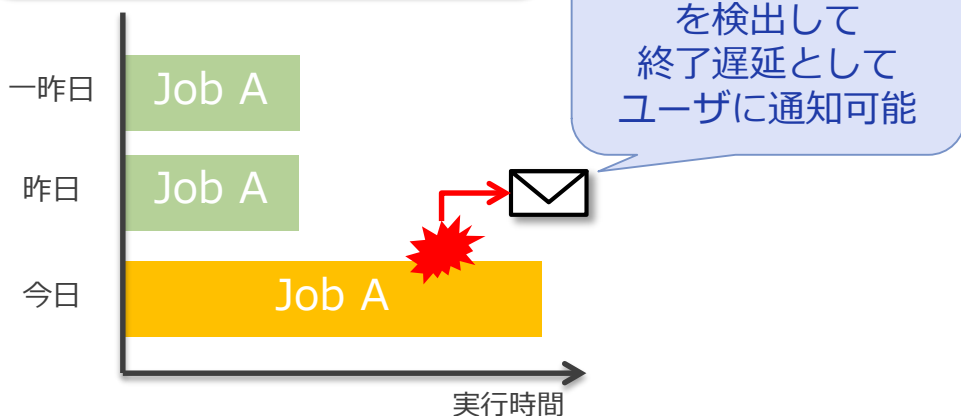 を検出して
終了遅延として
ユーザに通知可能
一昨日
Job A
昨日
Job A
今日
Job A
実行時間